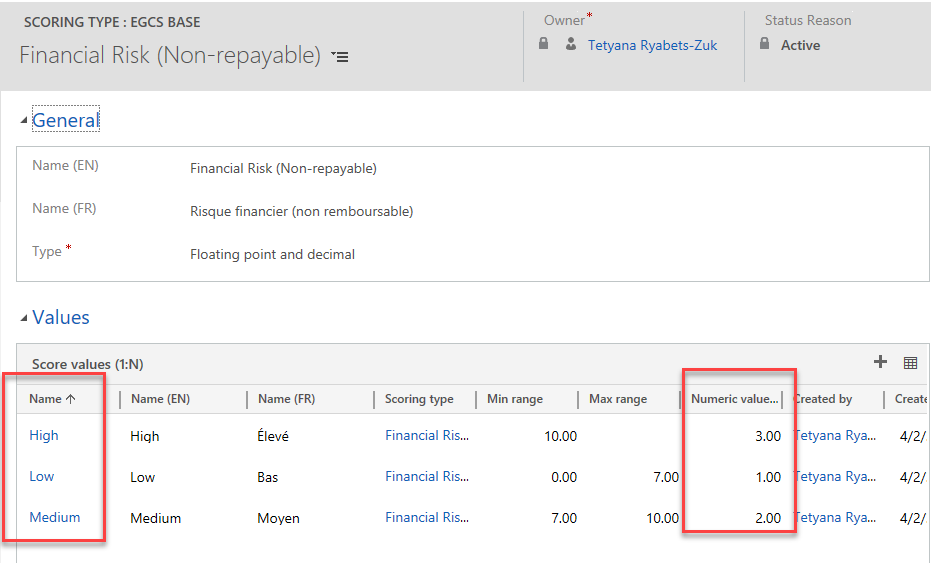 SCORING TYPE : EGCS BASE
Financial Risk (Non-repayable)
Owner*
Tetyana Ryabets-Zuk
Status Reason
Active
General
Name (EN) Financial Risk (Non-repayable)
Name (FR) Risque financier (non remboursable)
Type * Floating point and decimal
Values
Score values (1:N)
Name ↑ Name (EN) Name (FR) Scoring type Min range Max range Numeric value... Created by Create
High High Élevé Financial Ris... 10.00 3.00 Tetyana Rya... 4/2/
Low Low Bas Financial Ris... 0.00 7.00 1.00 Tetyana Rya... 4/2/
Medium Medium Moyen Financial Ris... 7.00 10.00 2.00 Tetyana Rya... 4/2/